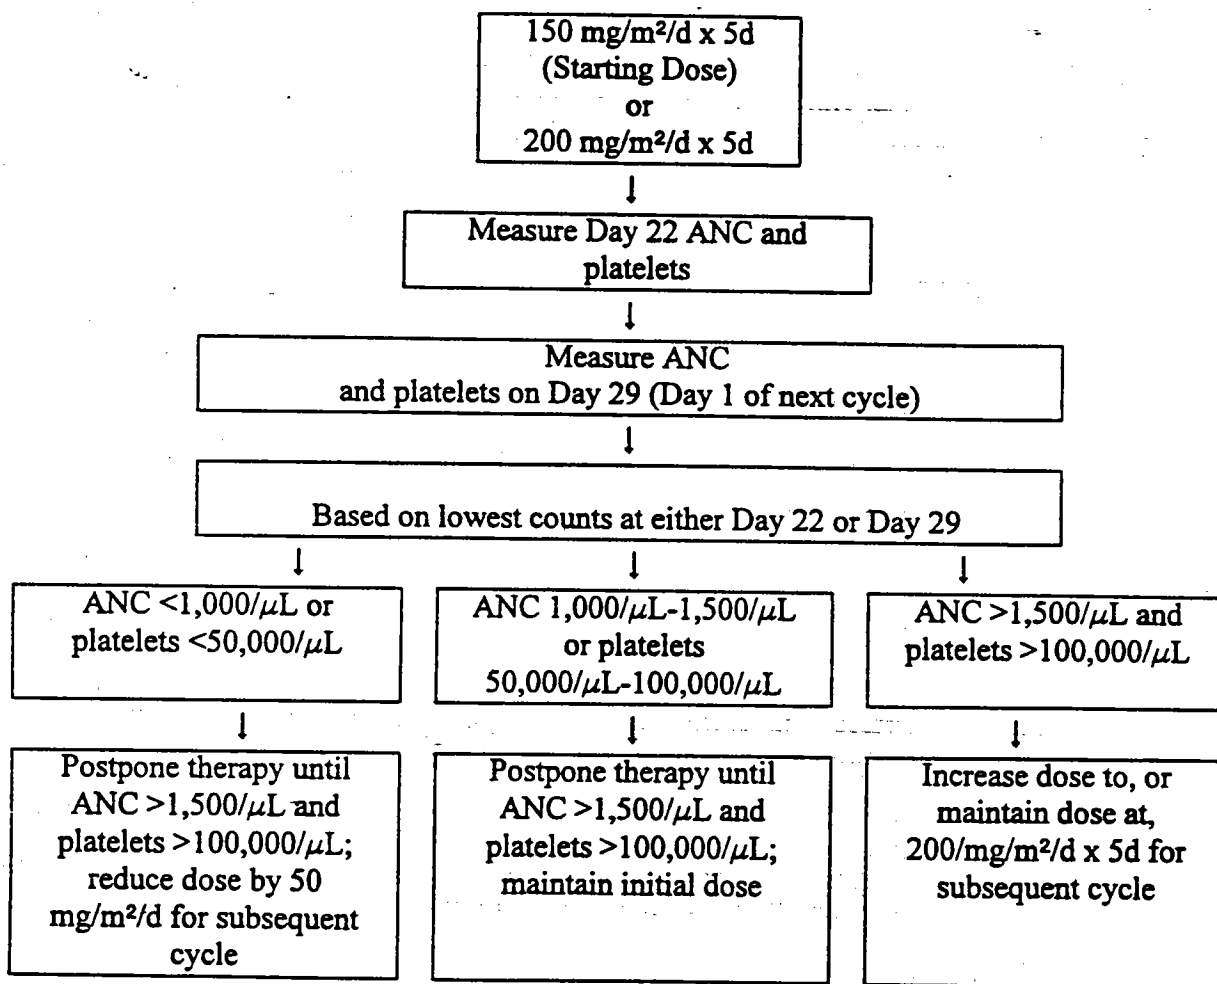 150 mg/m²/d x 5d
(Starting Dose)
or
200 mg/m²/d x 5d
↓
Measure Day 22 ANC and
platelets
↓
Measure ANC
and platelets on Day 29 (Day 1 of next cycle)
↓
Based on lowest counts at either Day 22 or Day 29
↓ ↓ ↓
ANC <1,000/μL or
platelets <50,000/μL
ANC 1,000/μL-1,500/μL
or platelets
50,000/μL-100,000/μL
ANC >1,500/μL and
platelets >100,000/μL
↓ ↓ ↓
Postpone therapy until
ANC >1,500/μL and
platelets >100,000/μL;
reduce dose by 50
mg/m²/d for subsequent
cycle
Postpone therapy until
ANC >1,500/μL and
platelets >100,000/μL;
maintain initial dose
Increase dose to, or
maintain dose at,
200/mg/m²/d x 5d for
subsequent cycle